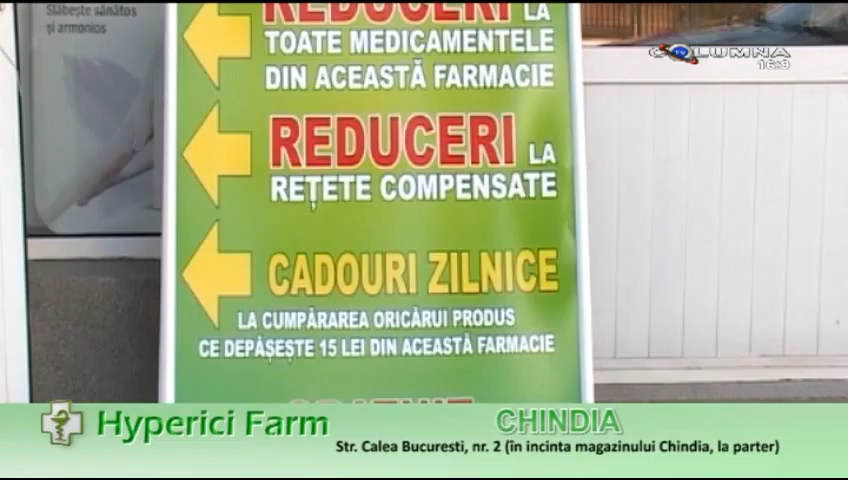 Slăbește sănătos
și armonios
REDUCERI LA
TOATE MEDICAMENTELE
DIN ACEASTĂ FARMACIE
COLUMNA
TV
16:8
REDUCERI LA
REȚETE COMPENSATE
CADOURI ZILNICE
LA CUMPĂRAREA ORICĂRUI PRODUS
CE DEPĂȘEȘTE 15 LEI DIN ACEASTĂ FARMACIE
Hyperici Farm
CHINDIA
Str. Calea Bucuresti, nr. 2 (în incinta magazinului Chindia, la parter)